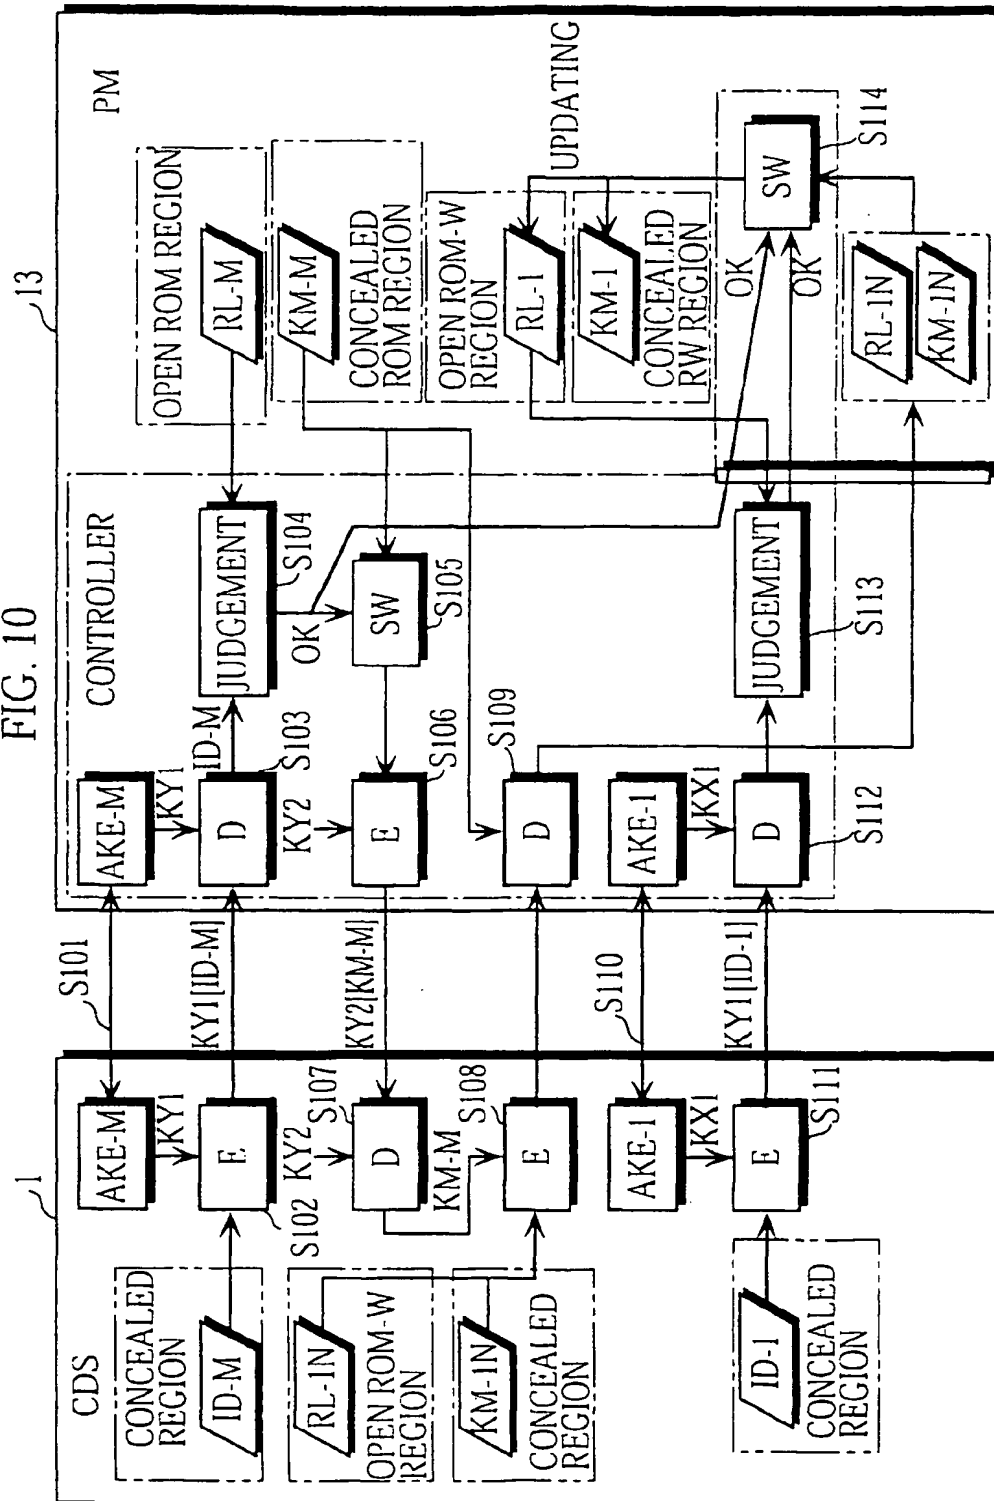 FIG. 10
1
CDS
CONCEALED
REGION
ID-M
RL-1N
OPEN ROM-W
REGION
KM-1N
CONCEALED
REGION
ID-1
CONCEALED
REGION
AKE-M
KY1
E
S102
KY2
D
S107
KM-M
E
S108
AKE-1
KX1
E
S111
S101
KY1[ID-M]
KY2[KM-M]
S110
KY1[ID-1]
13
PM
CONTROLLER
AKE-M
KY1
D
S103
ID-M
JUDGEMENT
S104
OK
SW
S105
KY2
E
S106
D
S109
AKE-1
KX1
D
S112
JUDGEMENT
S113
OPEN ROM REGION
RL-M
KM-M
CONCEALED
ROM REGION
OPEN ROM-W
REGION
RL-1
KM-1
CONCEALED
RW REGION
UPDATING
OK
OK
SW
S114
RL-1N
KM-1N